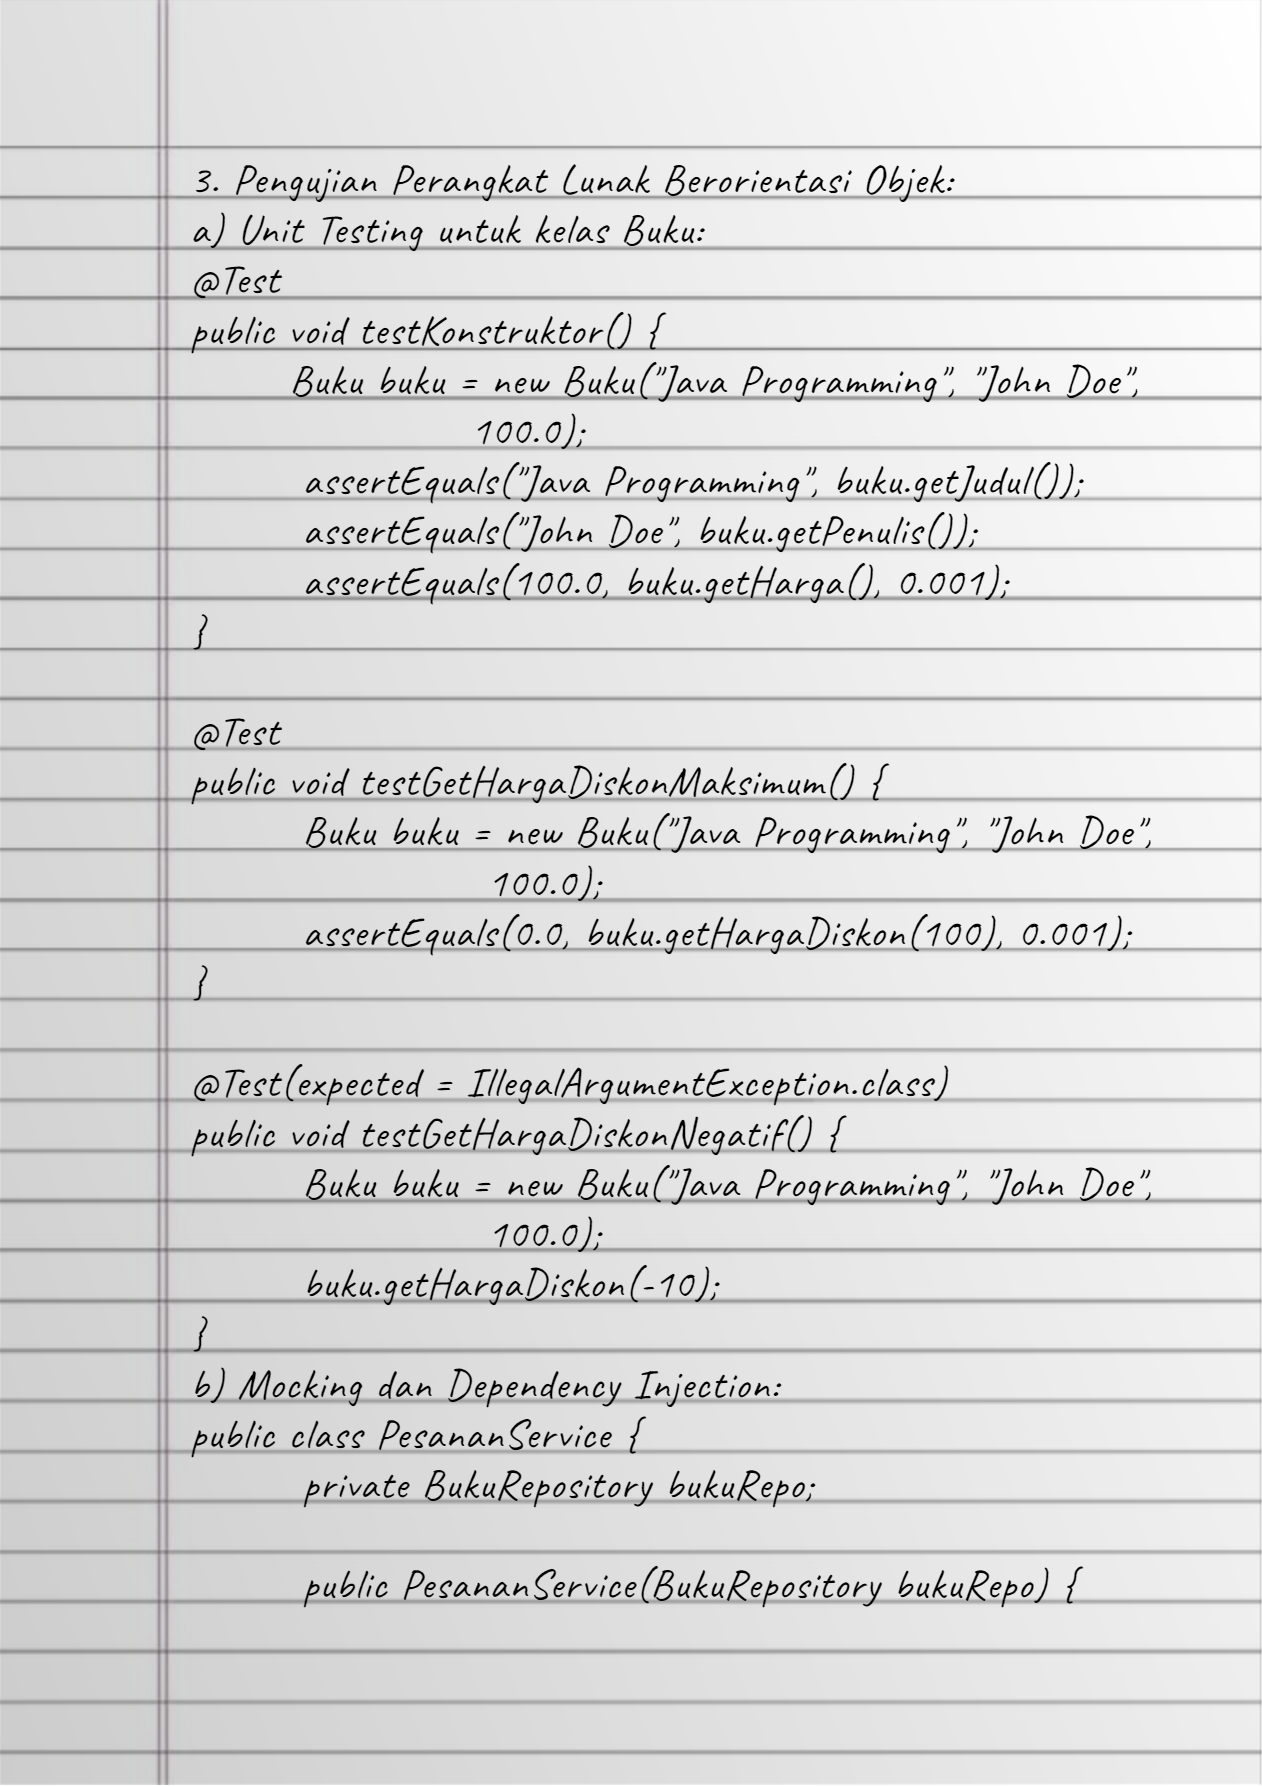 3. Pengujian Perangkat Lunak Berorientasi Objek:
a) Unit Testing untuk kelas Buku:
@Test
public void testKonstruktor() {
Buku buku = new Buku("Java Programming", "John Doe",
100.0);
assertEquals("Java Programming", buku.getJudul());
assertEquals("John Doe", buku.getPenulis());
assertEquals(100.0, buku.getHarga(), 0.001);
}
@Test
public void testGetHargaDiskonMaksimum() {
Buku buku = new Buku("Java Programming", "John Doe",
100.0);
assertEquals(0.0, buku.getHargaDiskon(100), 0.001);
}
@Test(expected = IllegalArgumentException.class)
public void testGetHargaDiskonNegatif() {
Buku buku = new Buku("Java Programming", "John Doe",
100.0);
buku.getHargaDiskon(-10);
}
b) Mocking dan Dependency Injection:
public class PesananService {
private BukuRepository bukuRepo;
public PesananService(BukuRepository bukuRepo) {